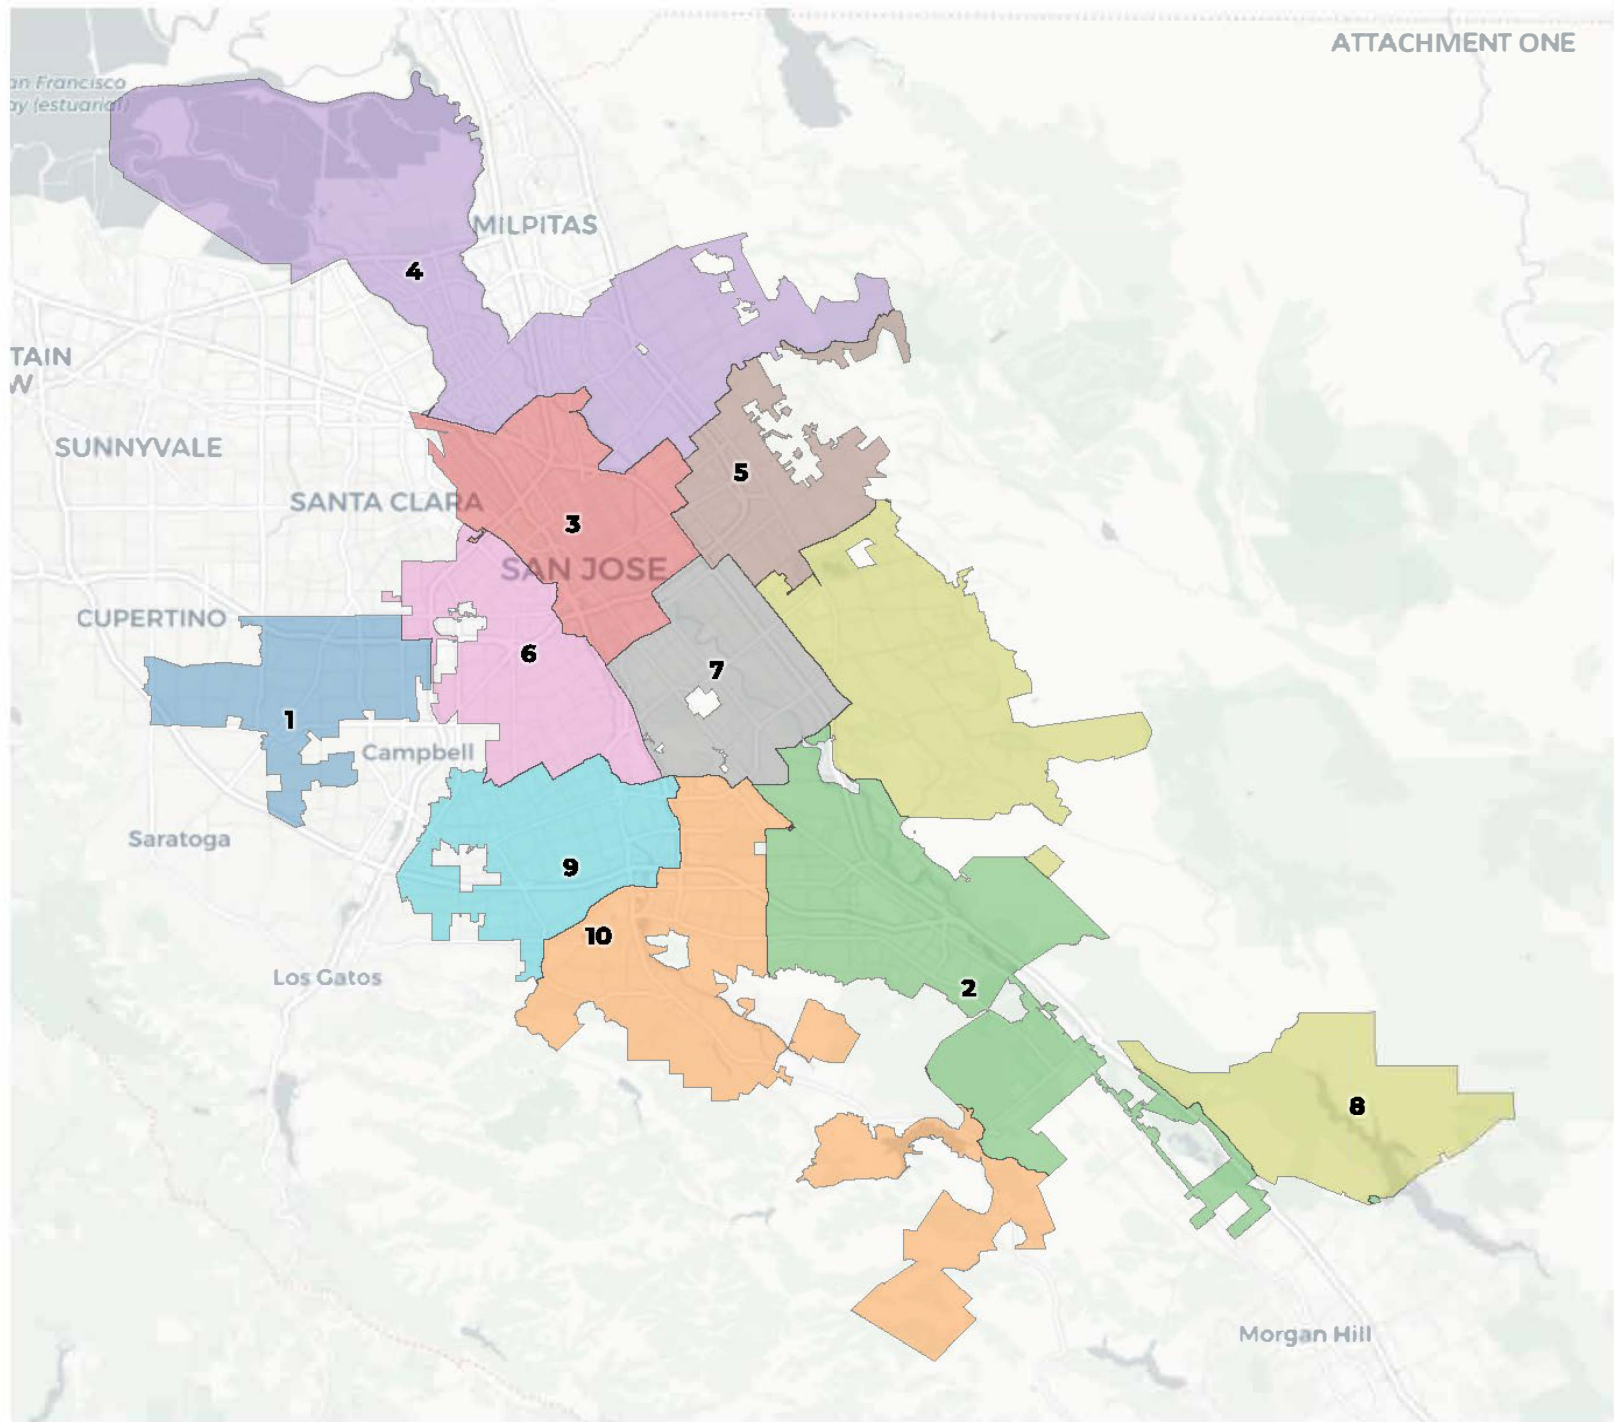 ATTACHMENT ONE
an Francisco
ay (estuarial)
MILPITAS
4
TAIN
W
SUNNYVALE
5
SANTA CLARA
3
SAN JOSE
CUPERTINO
6
7
1
Campbell
Saratoga
9
10
Los Gatos
2
8
Morgan Hill